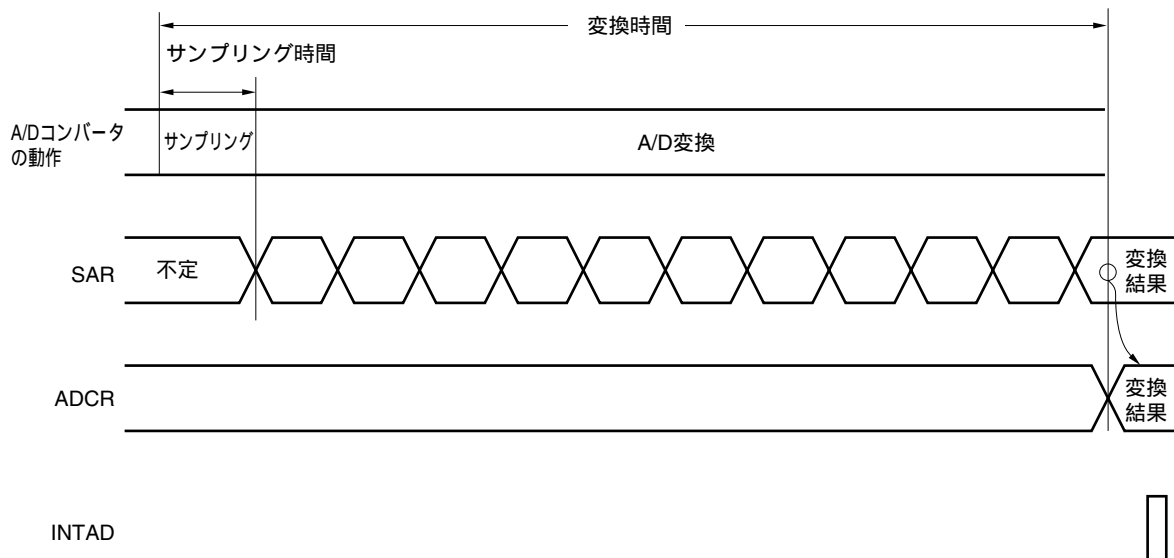 変換時間
サンプリング時間
A/Dコンバータ
の動作
サンプリング
A/D変換
SAR
不定
変換
結果
ADCR
変換
結果
INTAD